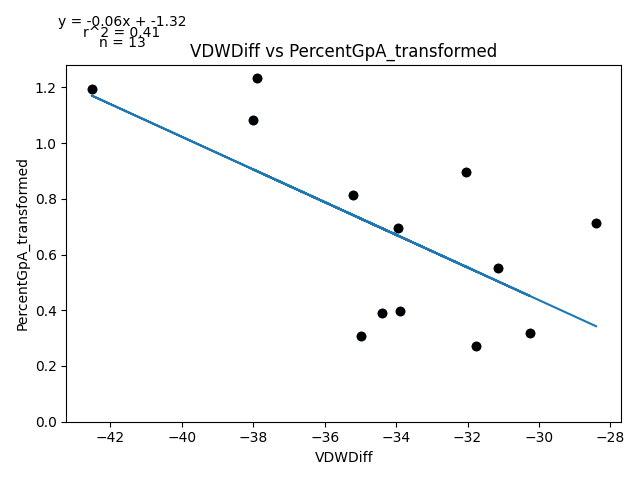 y = -0.06x + -1.32
r^2 = 0.41
n = 13
VDWDiff vs PercentGpA_transformed
1.2
1.0
0.8
0.6
0.4
0.2
0.0
PercentGpA_transformed
−42
−40
−38
−36
−34
−32
−30
−28
VDWDiff